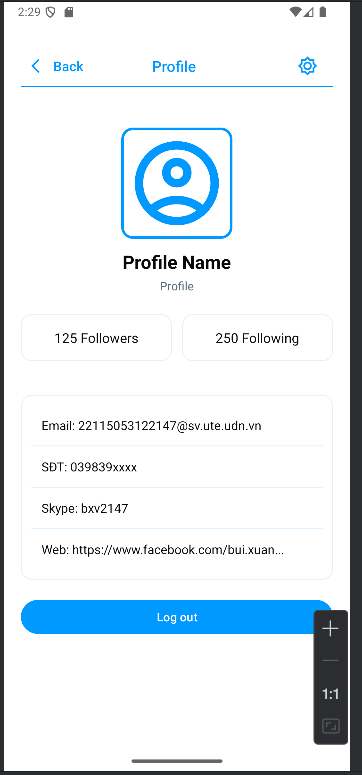 2:29
Back
Profile
Profile Name
Profile
125 Followers
250 Following
Email: 22115053122147@sv.ute.udn.vn
SĐT: 039839xxxx
Skype: bxv2147
Web: https://www.facebook.com/bui.xuan...
Log out
1:1